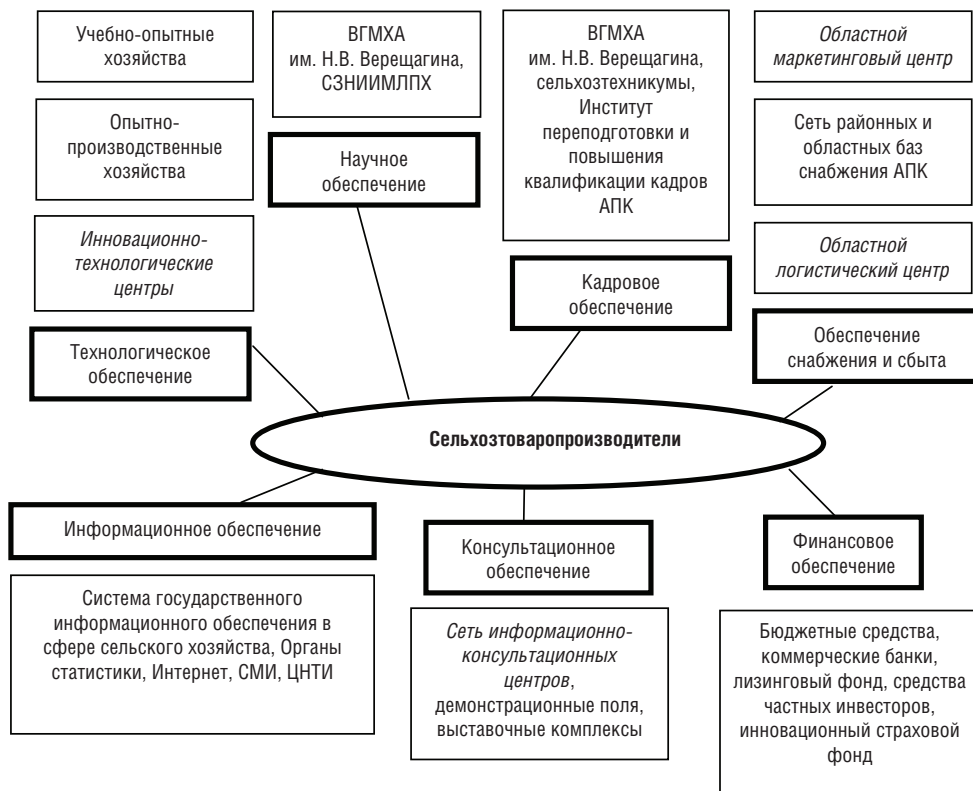 Учебно-опытные
хозяйства
Опытно-
производственные
хозяйства
Инновационно-
технологические
центры
Технологическое
обеспечение
ВГМХА
им. Н.В. Верещагина,
СЗНИИМЛПХ
Научное
обеспечение
ВГМХА
им. Н.В. Верещагина,
сельхозтехникумы,
Институт
переподготовки и
повышения
квалификации кадров
АПК
Кадровое
обеспечение
Областной
маркетинговый центр
Сеть районных и
областных баз
снабжения АПК
Областной
логистический центр
Обеспечение
снабжения и сбыта
Сельхозтоваропроизводители
Информационное обеспечение
Система государственного
информационного обеспечения в
сфере сельского хозяйства, Органы
статистики, Интернет, СМИ, ЦНТИ
Консультационное
обеспечение
Сеть информационно-
консультационных
центров,
демонстрационные поля,
выставочные комплексы
Финансовое
обеспечение
Бюджетные средства,
коммерческие банки,
лизинговый фонд, средства
частных инвесторов,
инновационный страховой
фонд